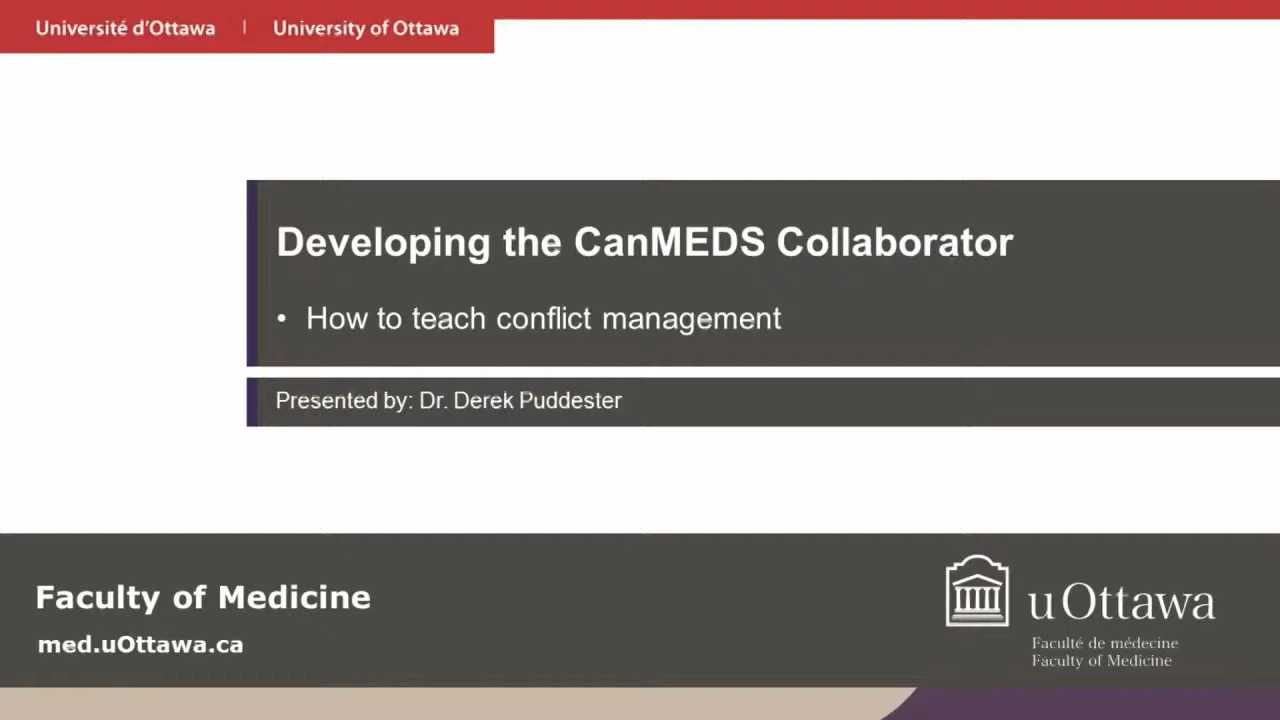 Université d'Ottawa | University of Ottawa
Developing the CanMEDS Collaborator
• How to teach conflict management
Presented by: Dr. Derek Puddester
Faculty of Medicine
med.uOttawa.ca
uOttawa
Faculté de médecine
Faculty of Medicine